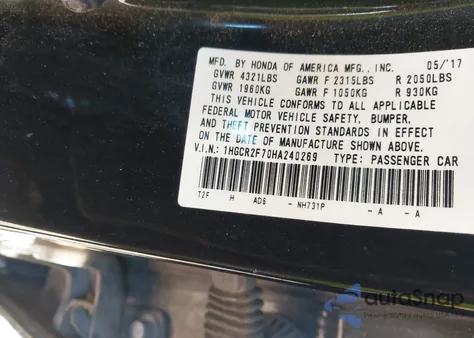 MFD. BY HONDA OF AMERICA MFG., INC. 05/'17
GVWR 4321LBS GAWR F 2315LBS R 2050LBS
GVWR 1960KG GAWR F 1050KG R 930KG
THIS VEHICLE CONFORMS TO ALL APPLICABLE
FEDERAL MOTOR VEHICLE SAFETY, BUMPER,
AND THEFT PREVENTION STANDARDS IN EFFECT
ON THE DATE OF MANUFACTURE SHOWN ABOVE.
V.I.N.: 1HGCR2F70HA240269 TYPE: PASSENGER CAR
T2F H AD6 - NH731P - A - A
autoSnap